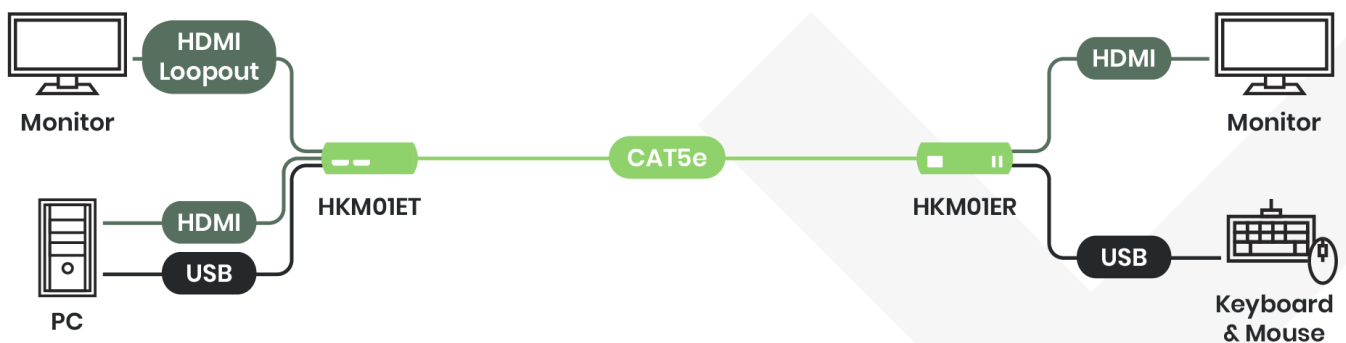 HDMI
Loopout
Monitor
HDMI
USB
PC
HKM01ET
CAT5e
HKM01ER
HDMI
Monitor
USB
Keyboard
& Mouse